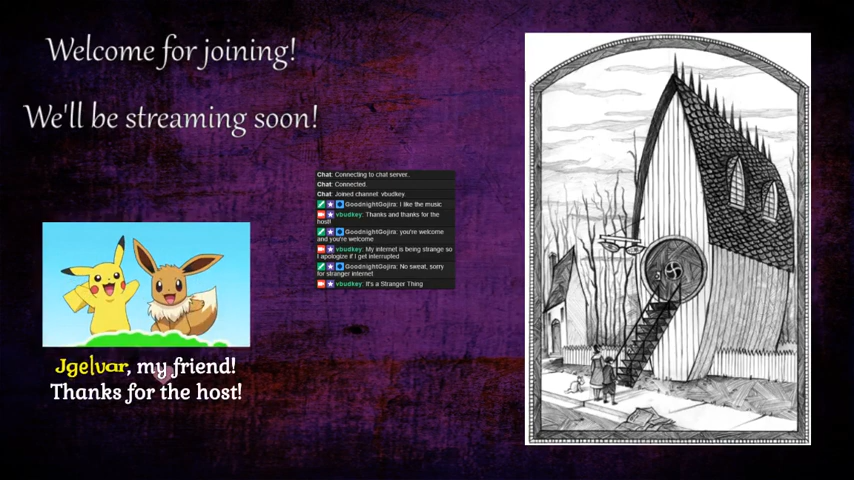 Welcome for joining!
We'll be streaming soon!
Chat: Connecting to chat server..
Chat: Connected.
Chat: Joined channel: vbudkey.
GoodnightGojira: I like the music
vbudkey: Thanks and thanks for the
host!
GoodnightGojira: you're welcome
and you're welcome
vbudkey: My internet is being strange so
I apologize if I get interrupted
GoodnightGojira: No sweat, sorry
for stranger internet
vbudkey: It's a Stranger Thing
Jgelvar, my friend!
Thanks for the host!